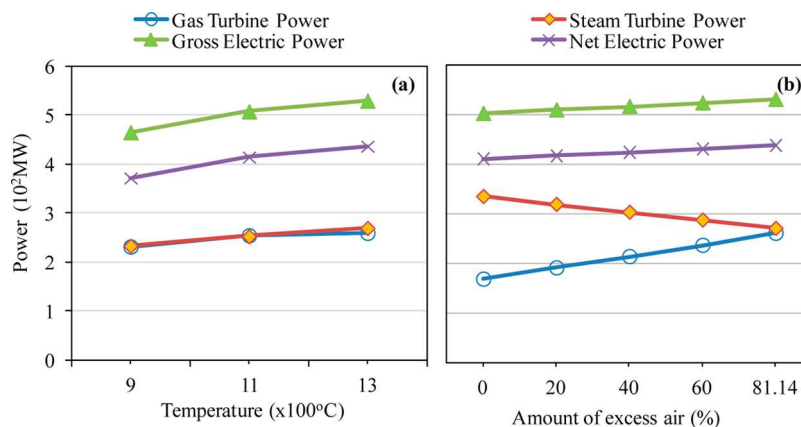 Gas Turbine Power
Steam Turbine Power
Gross Electric Power
Net Electric Power
Power (10²MW)
6
5
4
3
2
1
0
(a)
9 11 13
Temperature (x100ᵒC)
(b)
0 20 40 60 81.14
Amount of excess air (%)